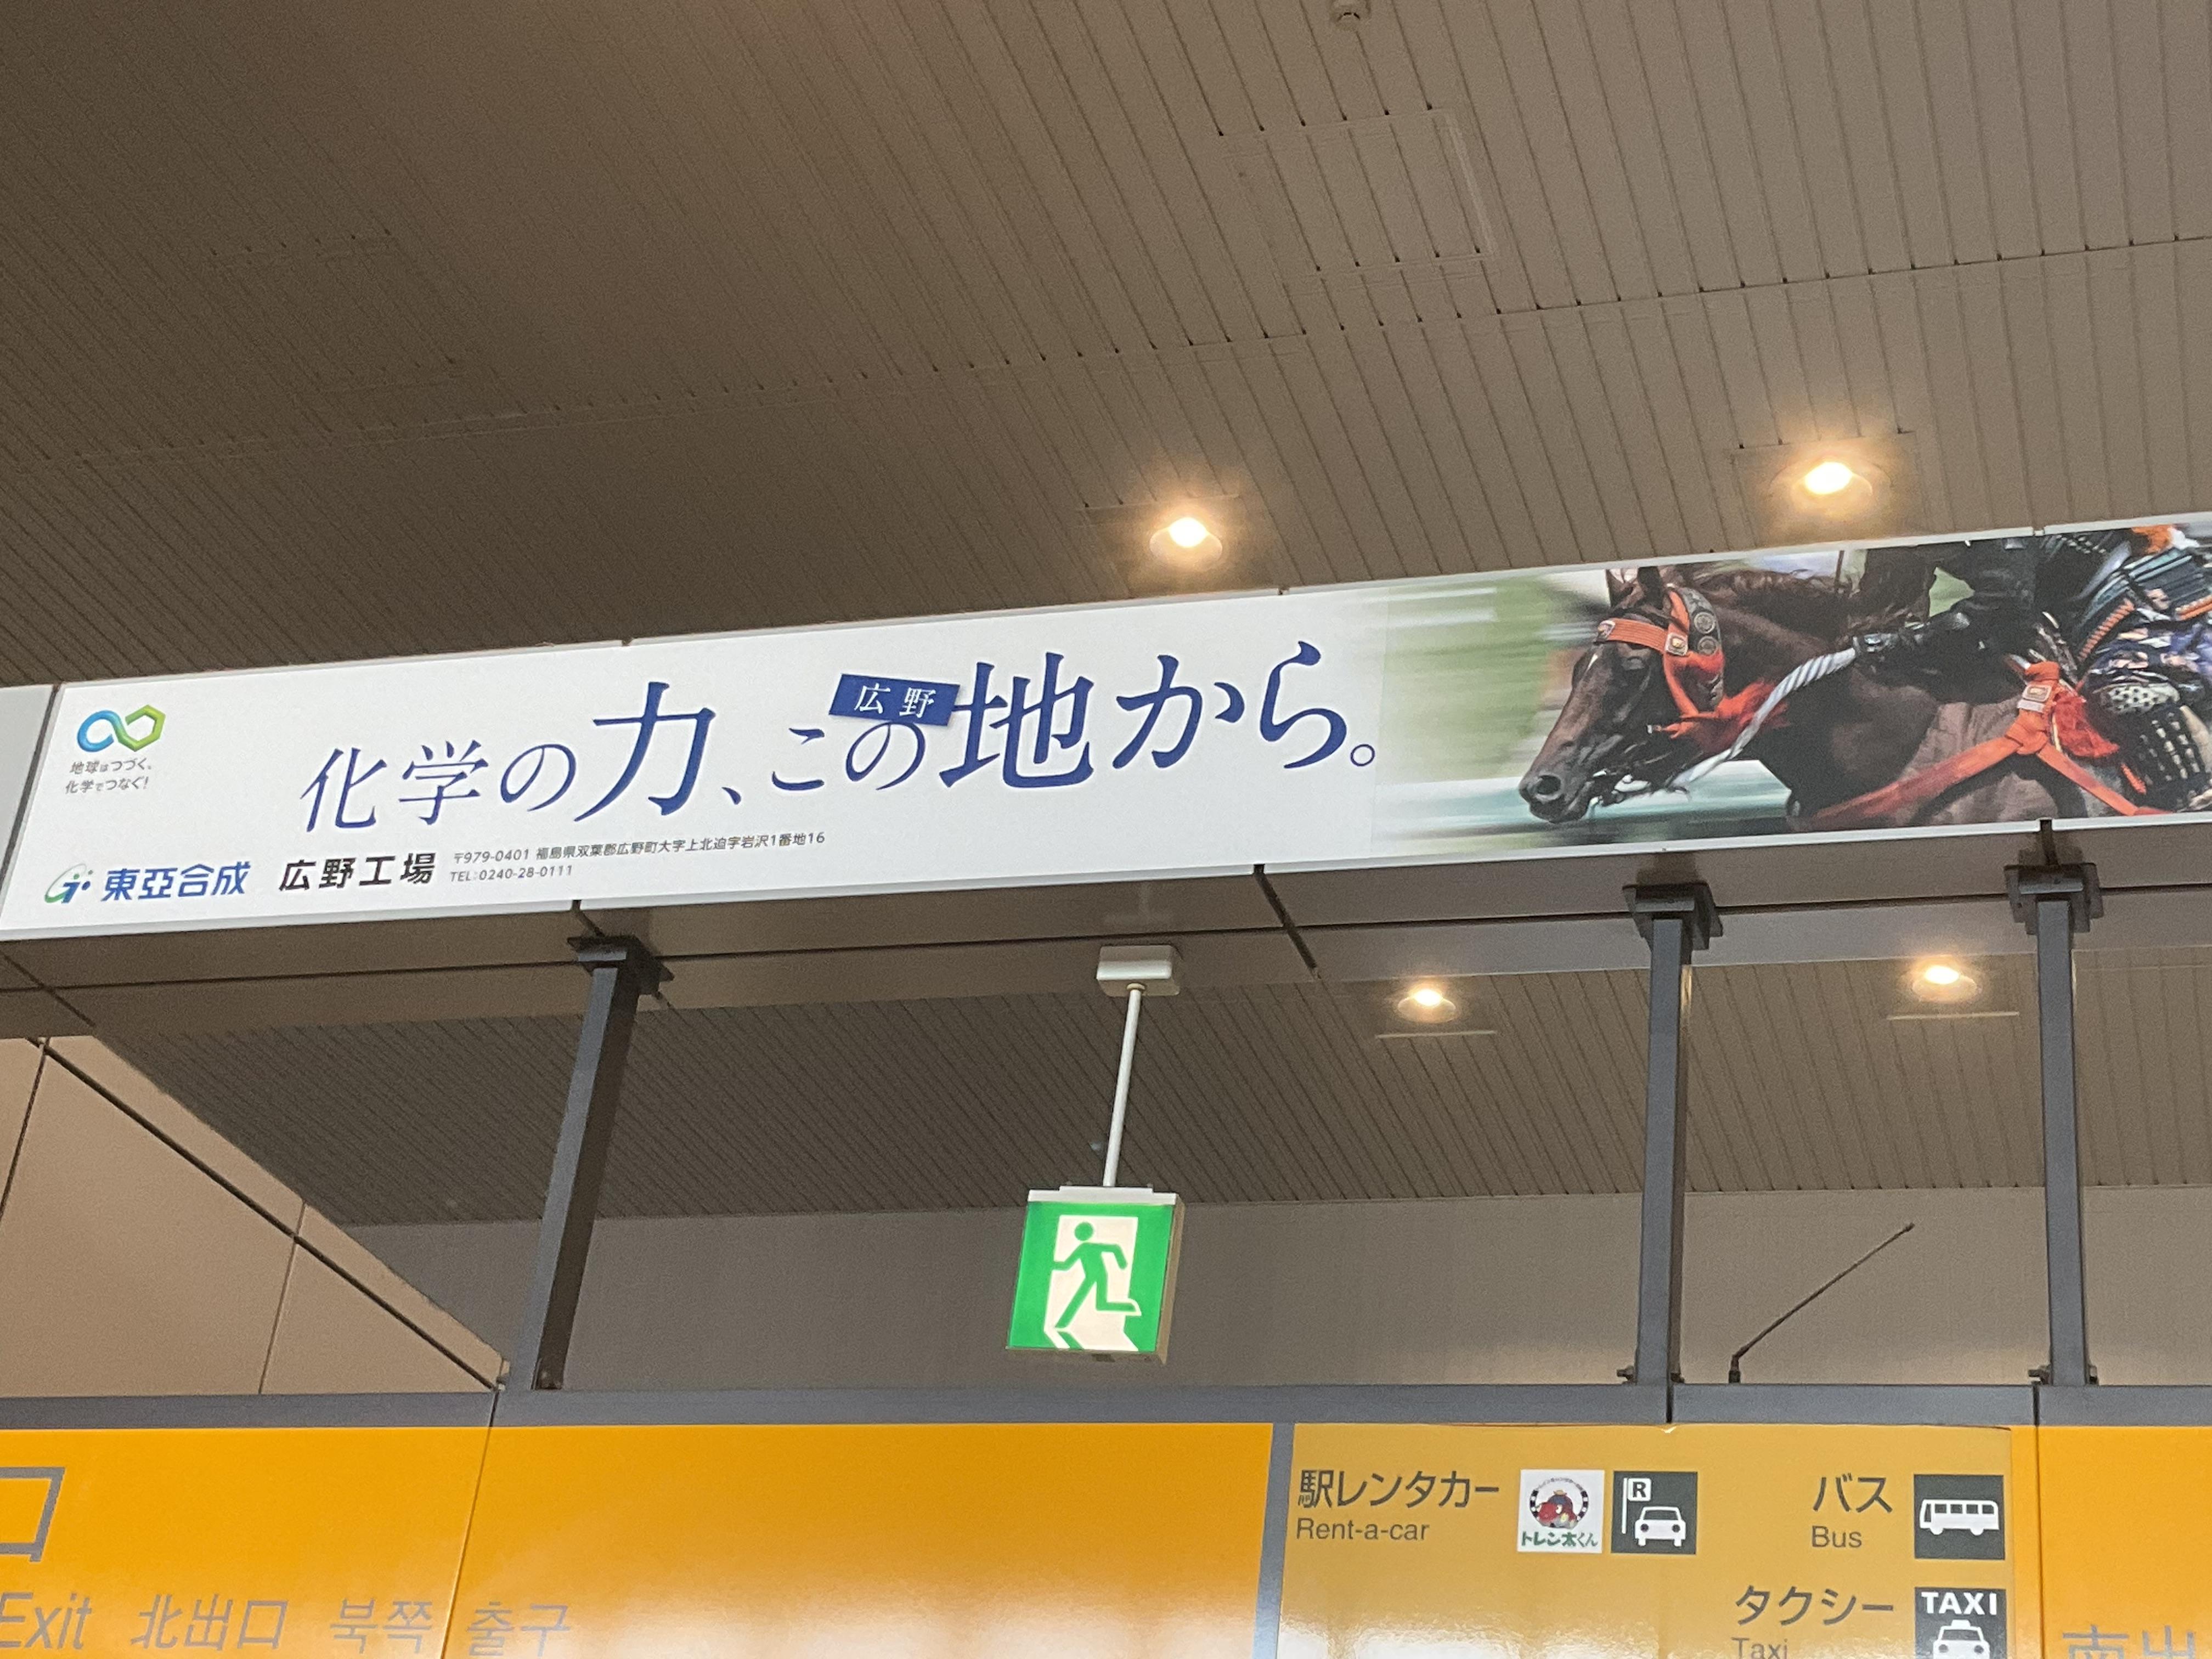 地球はつづく。
化学でつなぐ!
化学の力、この地から。
広野
東亞合成 広野工場
〒979-0401 福島県双葉郡広野町大字上北迫字岩沢1番地16
TEL:0240-28-0111
駅レンタカー
Rent-a-car
トレン太くん
R
バス
Bus
タクシー
Taxi
TAXI
口
Exit 北出口 북쪽 출구
南出